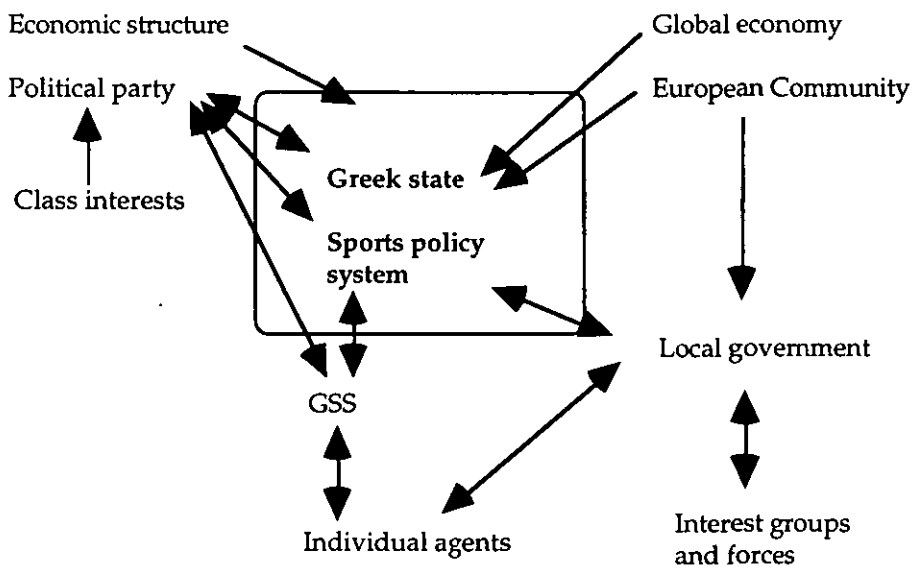 Economic structure
Global economy
Political party
European Community
Greek state
Class interests
Sports policy
system
Local government
GSS
Individual agents
Interest groups
and forces